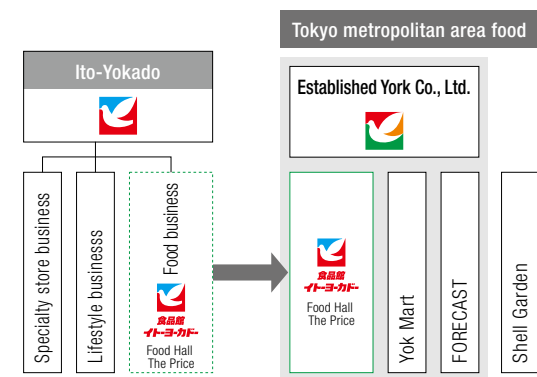 Tokyo metropolitan area food
Ito-Yokado
Established York Co., Ltd.
Specialty store business
Lifestyle businesss
Food business
食品館
イトーヨーカドー
Food Hall
The Price
食品館
イトーヨーカドー
Food Hall
The Price
Yok Mart
FORECAST
Shell Garden